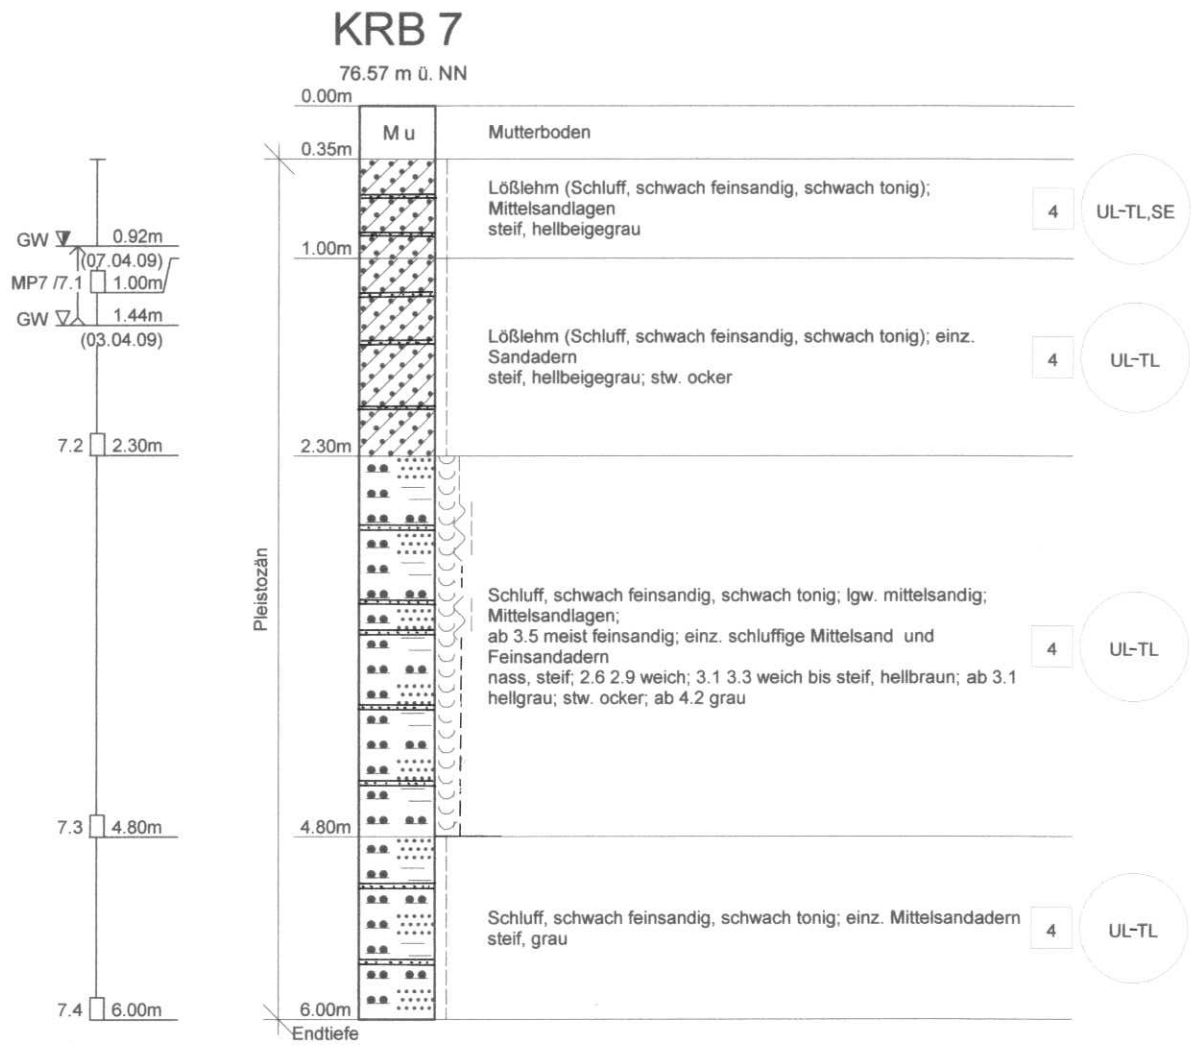 KRB 7
76.57 m ü. NN
0.00m
Mu
Mutterboden
0.35m
Lößlehm (Schluff, schwach feinsandig, schwach tonig);
Mittelsandlagen
steif, hellbeigegrau
4
UL-TL,SE
GW
0.92m
(07.04.09)
1.00m
MP7 /7.1
1.00m
GW
1.44m
(03.04.09)
Lößlehm (Schluff, schwach feinsandig, schwach tonig); einz.
Sandadern
steif, hellbeigegrau; stw. ocker
4
UL-TL
7.2
2.30m
2.30m
Pleistozän
Schluff, schwach feinsandig, schwach tonig; lgw. mittelsandig;
Mittelsandlagen;
ab 3.5 meist feinsandig; einz. schluffige Mittelsand und
Feinsandadern
nass, steif; 2.6 2.9 weich; 3.1 3.3 weich bis steif, hellbraun; ab 3.1
hellgrau; stw. ocker; ab 4.2 grau
4
UL-TL
7.3
4.80m
4.80m
Schluff, schwach feinsandig, schwach tonig; einz. Mittelsandadern
steif, grau
4
UL-TL
7.4
6.00m
6.00m
Endtiefe